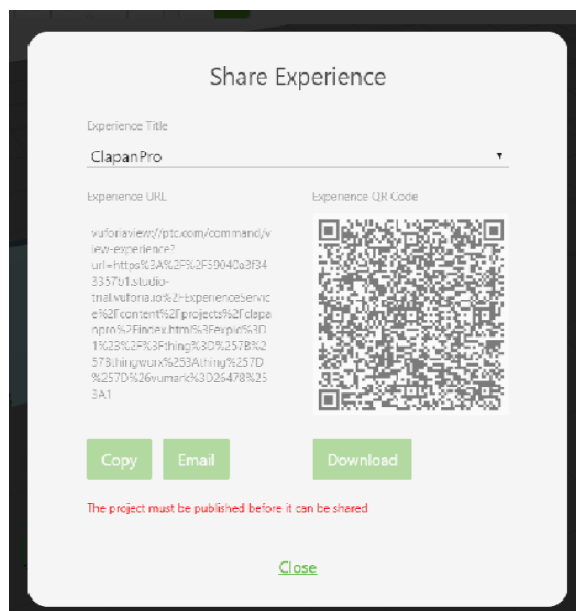 Share Experience
Experience Title
ClapanPro
Experience URL
Experience QR Code
vuforiaview://ptc.com/command/v
iew-experience?
url=https%3A%2F%2F59040a3f34
3357b1.studio-
trial.vuforia.io%2FExperienceServic
e%2Fcontent%2Fprojects%2Fclapa
npro%2Findex.html%3Fexpid%3D
1%23%2F%3Fthing%3D%257B%2
57Bthingworx%253Athing%257D
%257D%26vumark%3D26478%25
3A1
Copy
Email
Download
The project must be published before it can be shared
Close